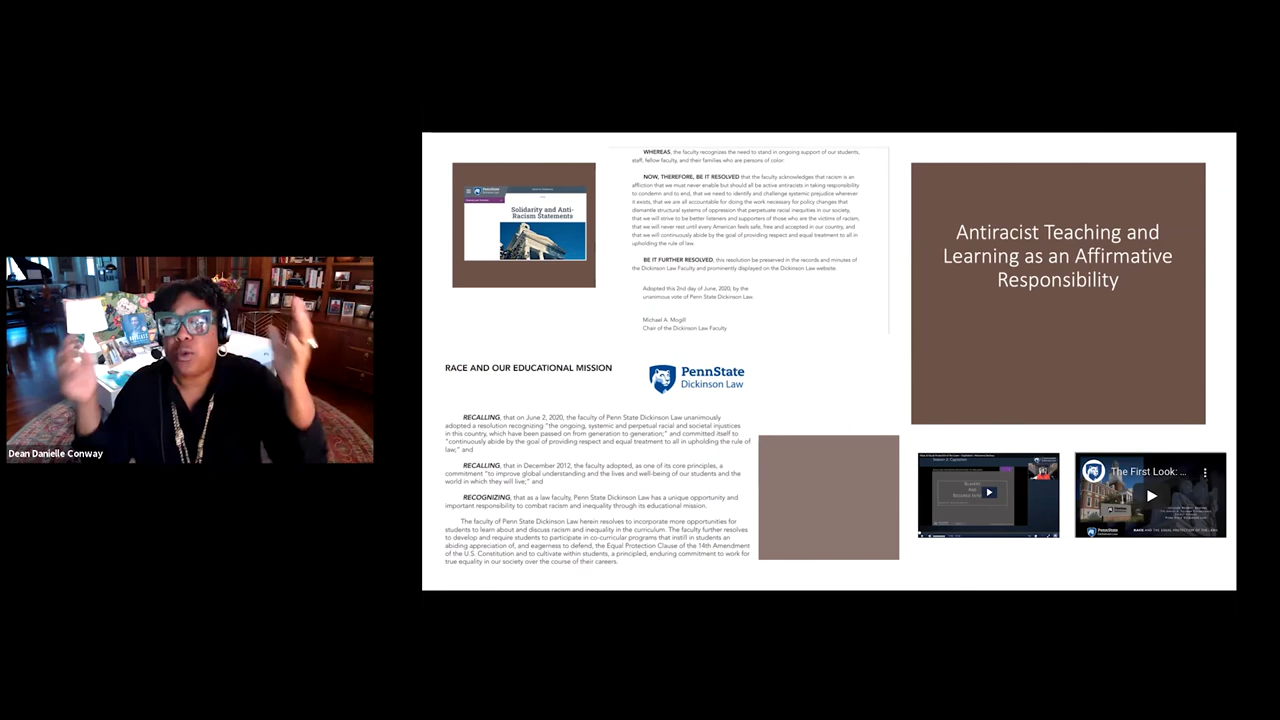 Dean Danielle Conway
PennState
Dickinson Law
Solidarity and Anti-
Racism Statements
WHEREAS, the faculty recognizes the need to stand in ongoing support of our students,
staff, fellow faculty, and their families who are persons of color:
NOW, THEREFORE, BE IT RESOLVED that the faculty acknowledges that racism is an
affliction that we must never enable but should all be active antiracists in taking responsibility
to condemn and to end, that we need to identify and challenge systemic prejudice wherever
it exists, that we are all accountable for doing the work necessary for policy changes that
dismantle structural systems of oppression that perpetuate racial inequities in our society,
that we will strive to be better listeners and supporters of those who are the victims of racism,
that we will never rest until every American feels safe, free and accepted in our country, and
that we will continuously abide by the goal of providing respect and equal treatment to all in
upholding the rule of law.
BE IT FURTHER RESOLVED, this resolution be preserved in the records and minutes of
the Dickinson Law Faculty and prominently displayed on the Dickinson Law website.
Adopted this 2nd day of June, 2020, by the
unanimous vote of Penn State Dickinson Law.
Michael A. Mogill
Chair of the Dickinson Law Faculty
Antiracist Teaching and
Learning as an Affirmative
Responsibility
RACE AND OUR EDUCATIONAL MISSION
PennState
Dickinson Law
RECALLING, that on June 2, 2020, the faculty of Penn State Dickinson Law unanimously
adopted a resolution recognizing "the ongoing, systemic and perpetual racial and societal injustices
in this country, which have been passed on from generation to generation;" and committed itself to
"continuously abide by the goal of providing respect and equal treatment to all in upholding the rule of
law;" and
RECALLING, that in December 2012, the faculty adopted, as one of its core principles, a
commitment "to improve global understanding and the lives and well-being of our students and the
world in which they will live;" and
RECOGNIZING, that as a law faculty, Penn State Dickinson Law has a unique opportunity and
important responsibility to combat racism and inequality through its educational mission.
The faculty of Penn State Dickinson Law herein resolves to incorporate more opportunities for
students to learn about and discuss racism and inequality in the curriculum. The faculty further resolves
to develop and require students to participate in co-curricular programs that instill in students an
abiding appreciation of, and eagerness to defend, the Equal Protection Clause of the 14th Amendment
of the U.S. Constitution and to cultivate within students, a principled, enduring commitment to work for
true equality in our society over the course of their careers.
The First Look: ...
PennState
RACE AND THE EQUAL PROTECTION OF THE LAWS